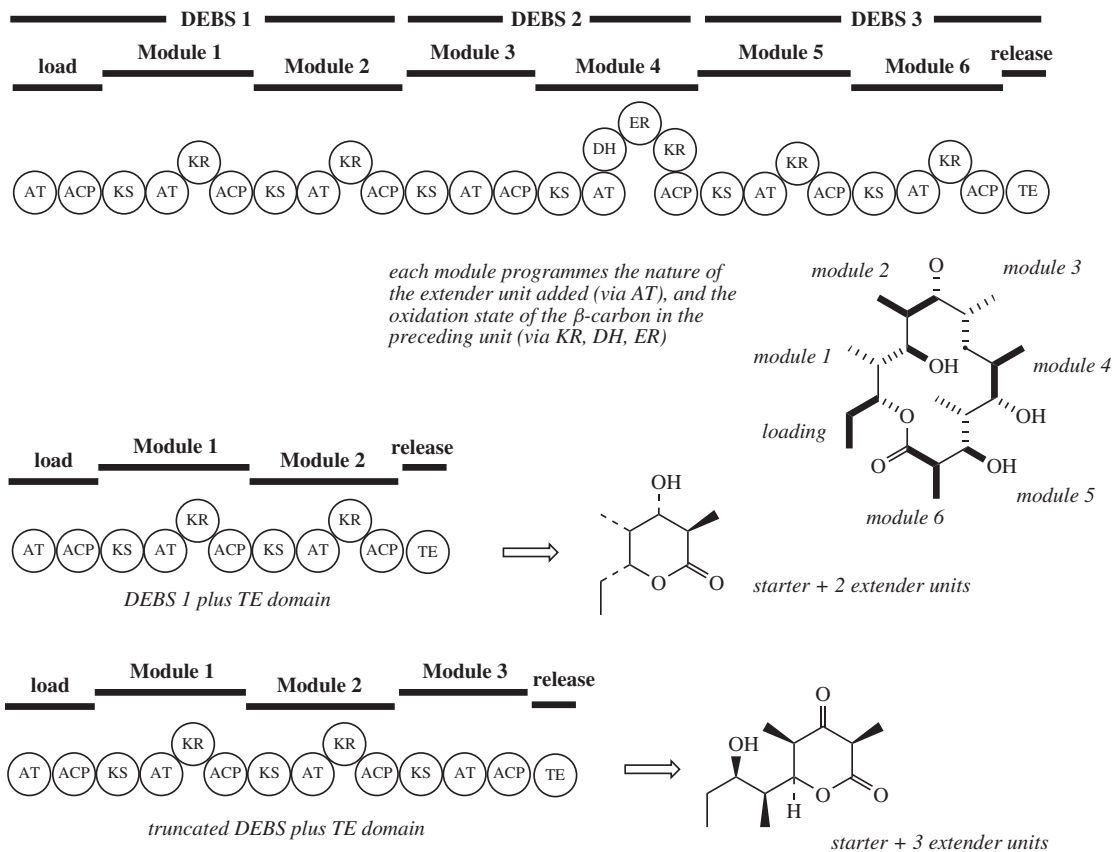 DEBS 1 DEBS 2 DEBS 3
load Module 1 Module 2 Module 3 Module 4 Module 5 Module 6 release
AT ACP KS AT KR ACP KS AT KR ACP KS AT ACP KS AT DH ER KR ACP KS AT KR ACP KS AT KR ACP TE
each module programmes the nature of
the extender unit added (via AT), and the
oxidation state of the β-carbon in the
preceding unit (via KR, DH, ER)
module 2 O module 3
module 1 OH module 4
loading O OH
O OH
module 5
module 6
load Module 1 Module 2 release
AT ACP KS AT KR ACP KS AT KR ACP TE
DEBS 1 plus TE domain
OH
O O
starter + 2 extender units
load Module 1 Module 2 Module 3 release
AT ACP KS AT KR ACP KS AT KR ACP KS AT ACP TE
truncated DEBS plus TE domain
O
OH
O O
H
starter + 3 extender units